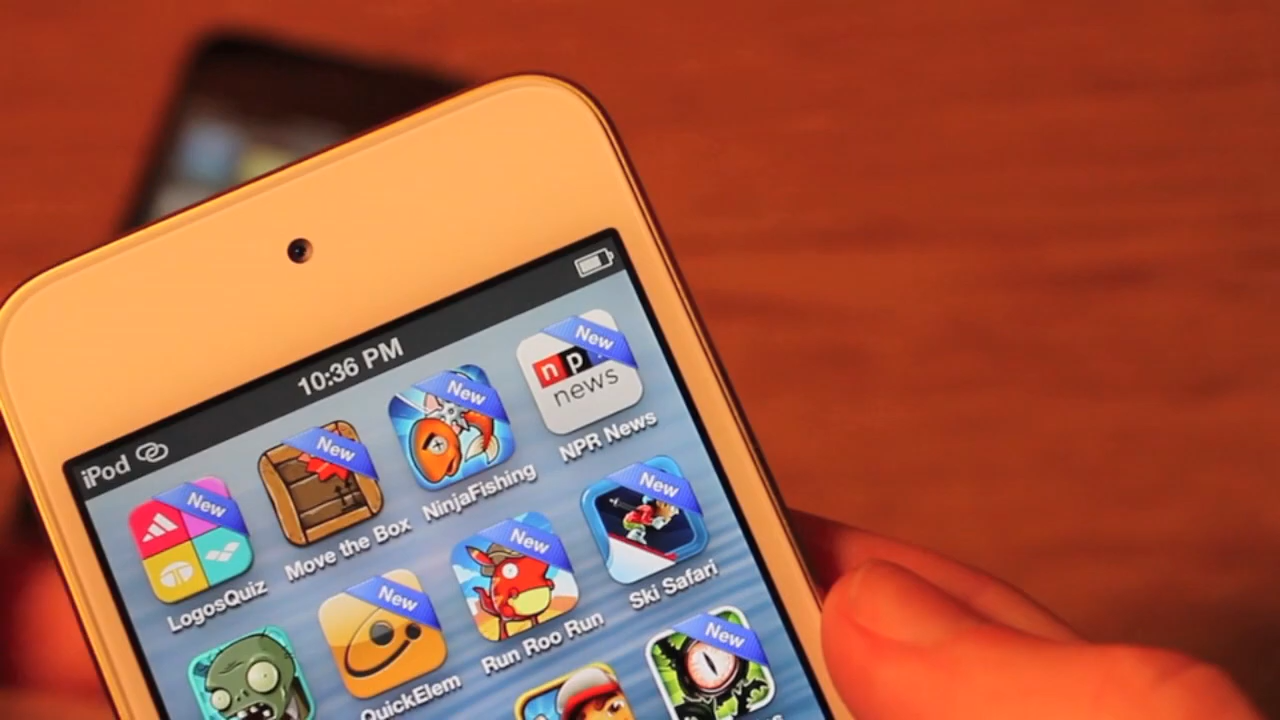 iPod 10:36 PM
New
New
New
New
npr
news
LogosQuiz
Move the Box
NinjaFishing
NPR News
New
New
New
QuickElem
Run Roo Run
Ski Safari
New